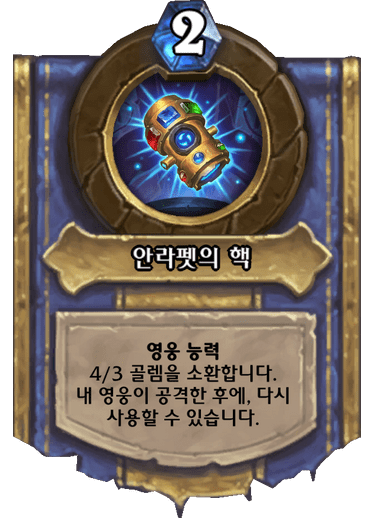 2
안라펫의 핵
영웅 능력
4/3 골렘을 소환합니다.
내 영웅이 공격한 후에, 다시
사용할 수 있습니다.